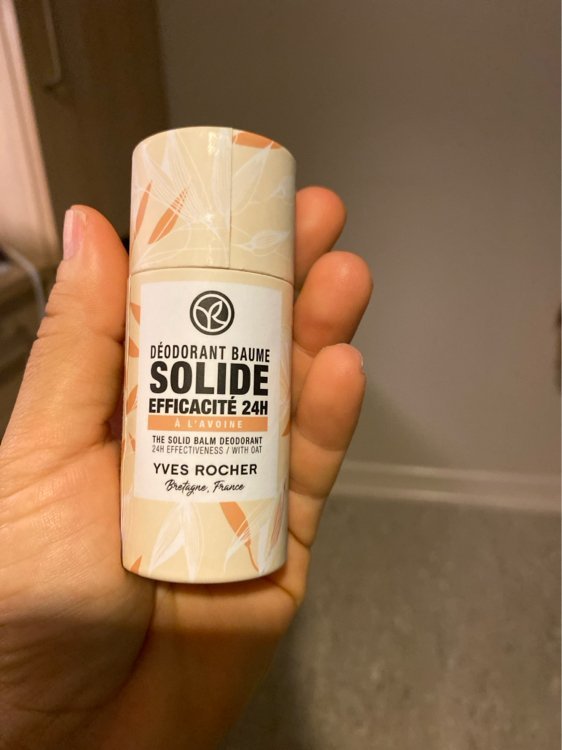 DÉODORANT BAUME
SOLIDE
EFFICACITÉ 24H
À L'AVOINE
THE SOLID BALM DEODORANT
24H EFFECTIVENESS / WITH OAT
YVES ROCHER
Bretagne, France